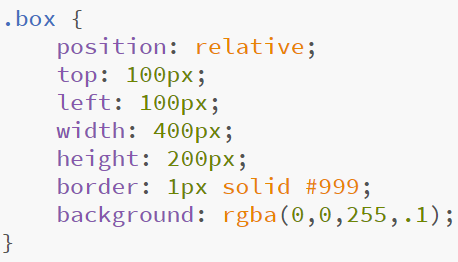 .box {
    position: relative;
    top: 100px;
    left: 100px;
    width: 400px;
    height: 200px;
    border: 1px solid #999;
    background: rgba(0,0,255,.1);
}